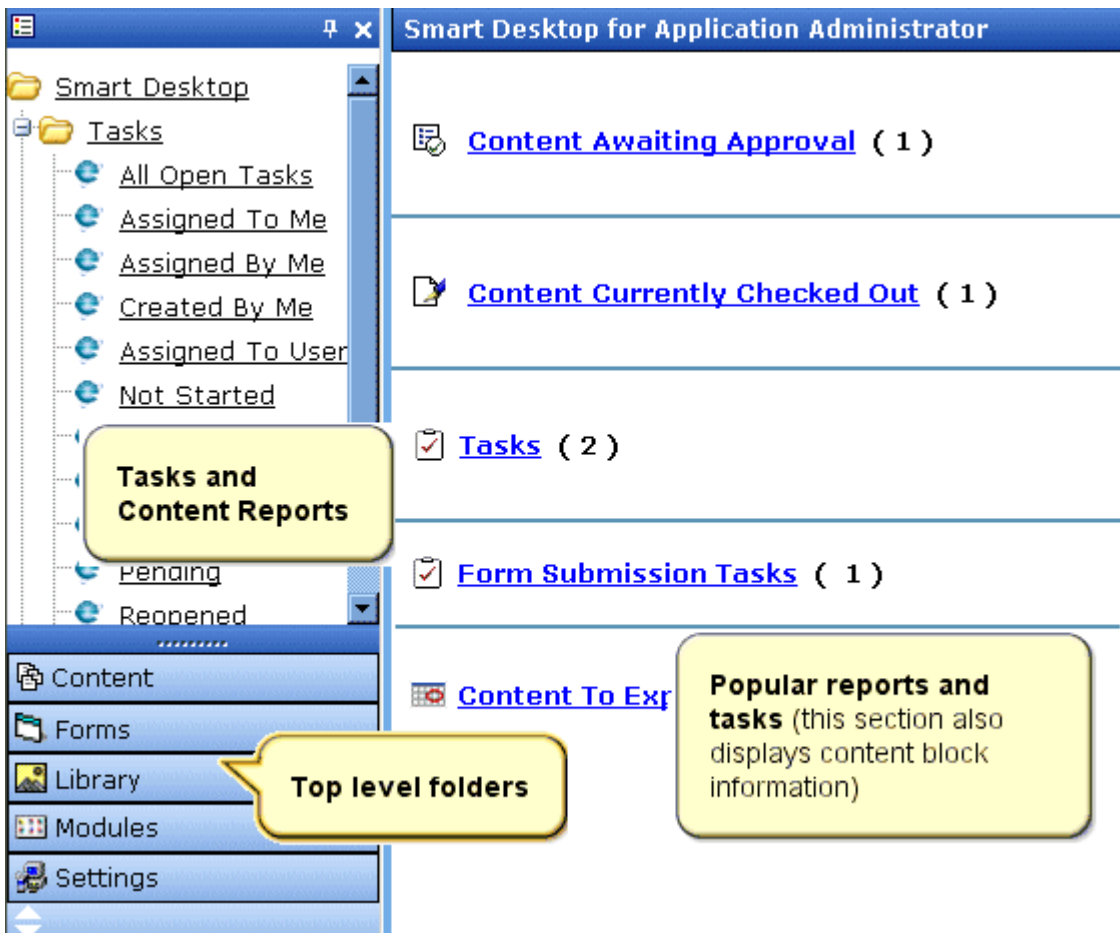 Smart Desktop for Application Administrator
Smart Desktop
Tasks
All Open Tasks
Assigned To Me
Assigned By Me
Created By Me
Assigned To User
Not Started
Tasks and
Content Reports
Pending
Reopened
Content
Forms
Library
Modules
Settings
Top level folders
Content Awaiting Approval ( 1 )
Content Currently Checked Out ( 1 )
Tasks ( 2 )
Form Submission Tasks ( 1 )
Content To Exp
Popular reports and
tasks (this section also
displays content block
information)